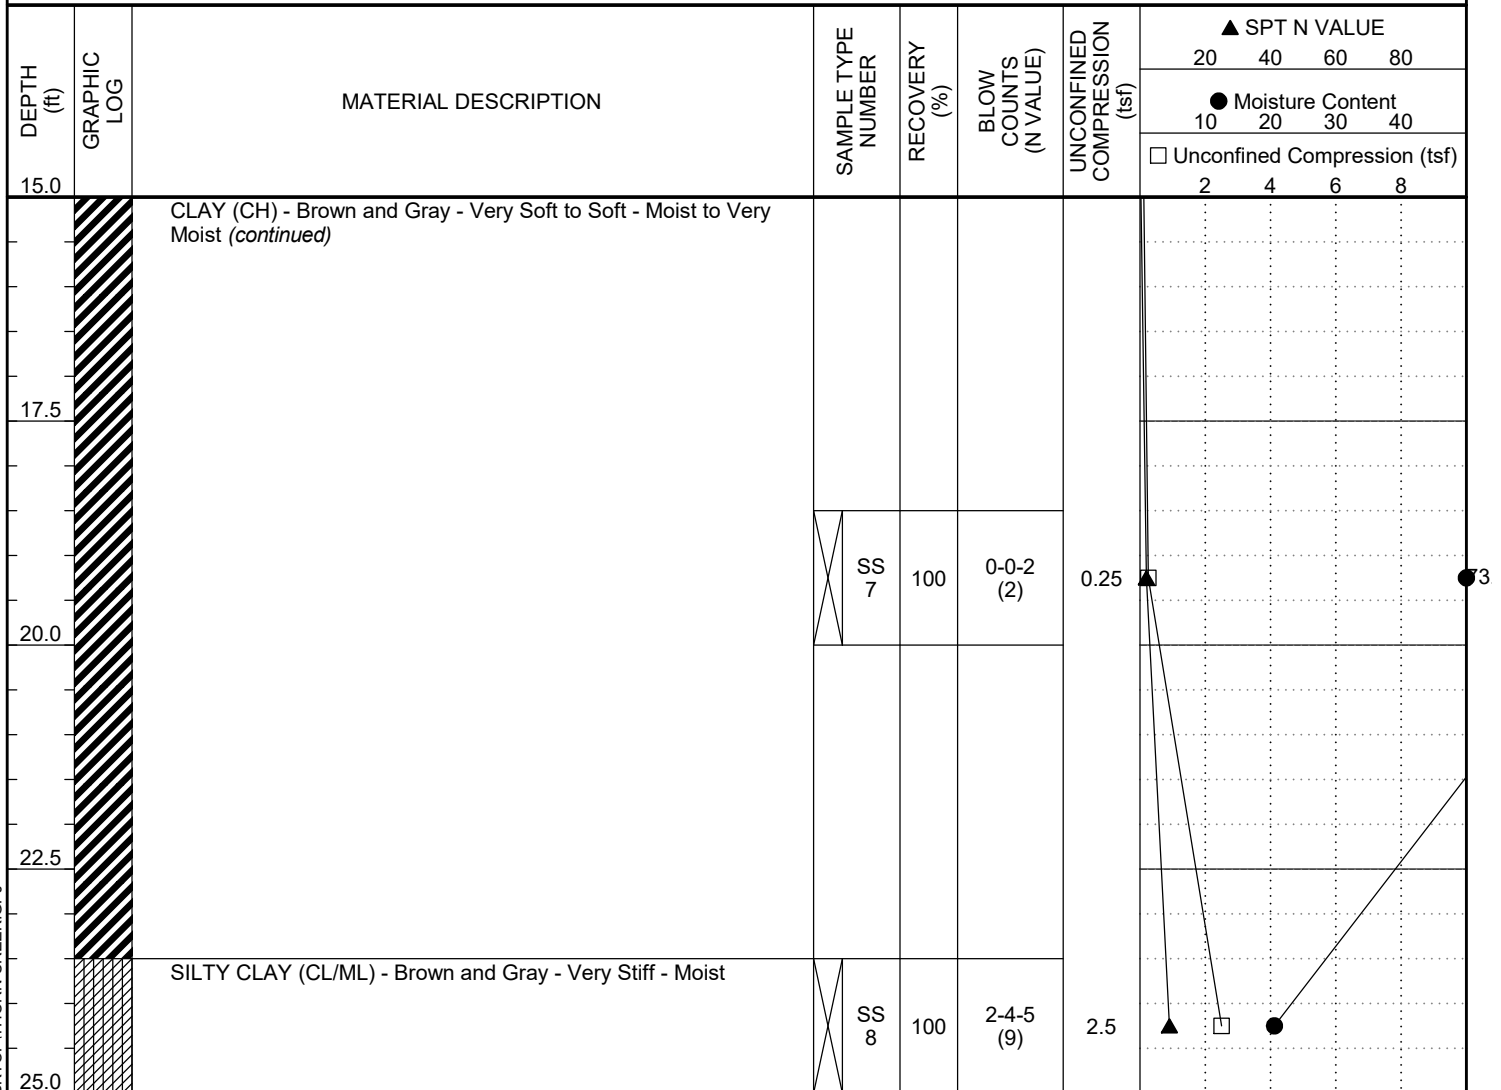 DEPTH
(ft)
GRAPHIC
LOG
MATERIAL DESCRIPTION
SAMPLE TYPE
NUMBER
RECOVERY
(%)
BLOW
COUNTS
(N VALUE)
UNCONFINED
COMPRESSION
(tsf)
▲ SPT N VALUE
20 40 60 80
● Moisture Content
10 20 30 40
□ Unconfined Compression (tsf)
2 4 6 8
15.0
CLAY (CH) - Brown and Gray - Very Soft to Soft - Moist to Very
Moist (continued)
17.5
SS
7
100
0-0-2
(2)
0.25
73
20.0
22.5
SILTY CLAY (CL/ML) - Brown and Gray - Very Stiff - Moist
SS
8
100
2-4-5
(9)
2.5
25.0